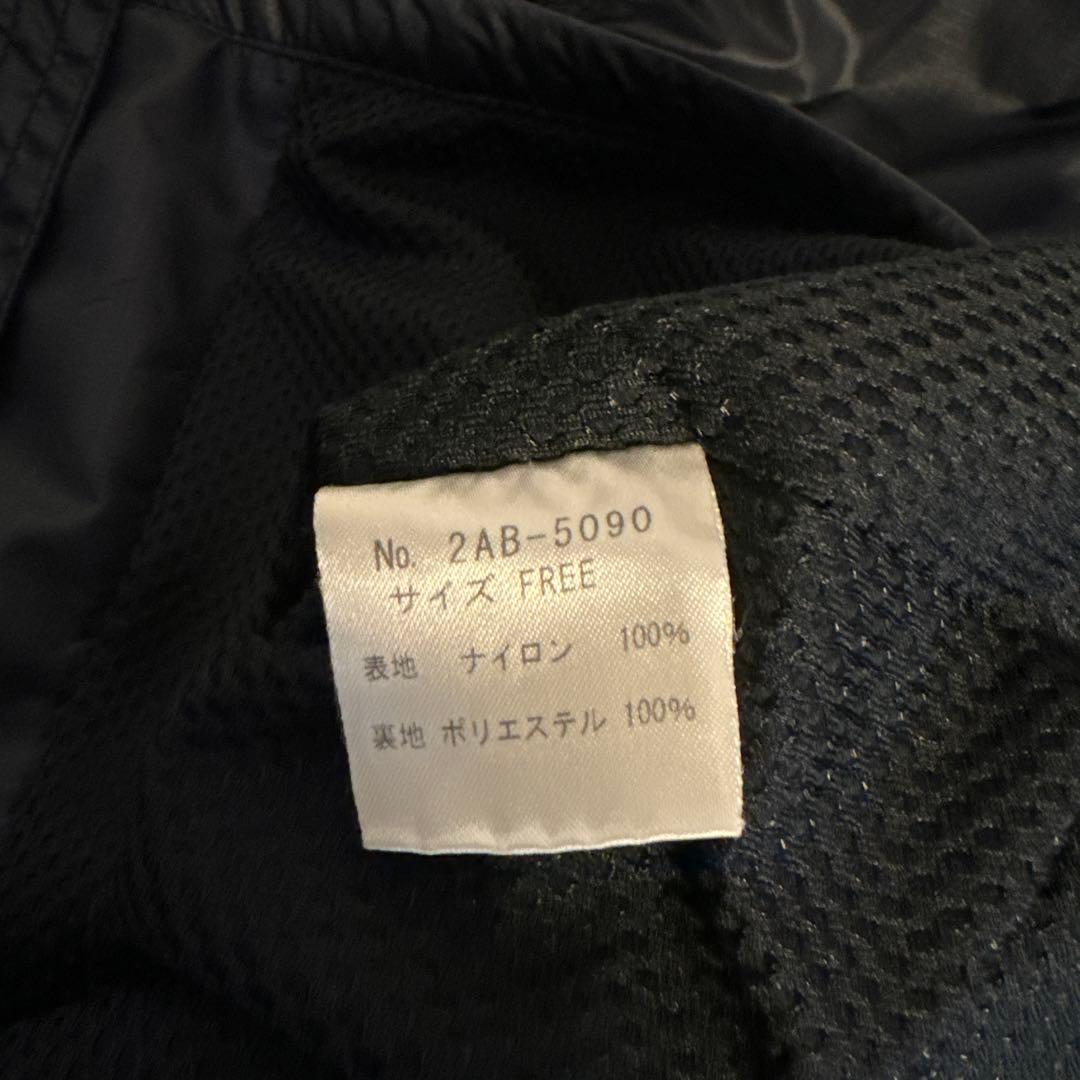 No. 2AB-5090
サイズ FREE
表地 ナイロン 100%
裏地 ポリエステル 100%